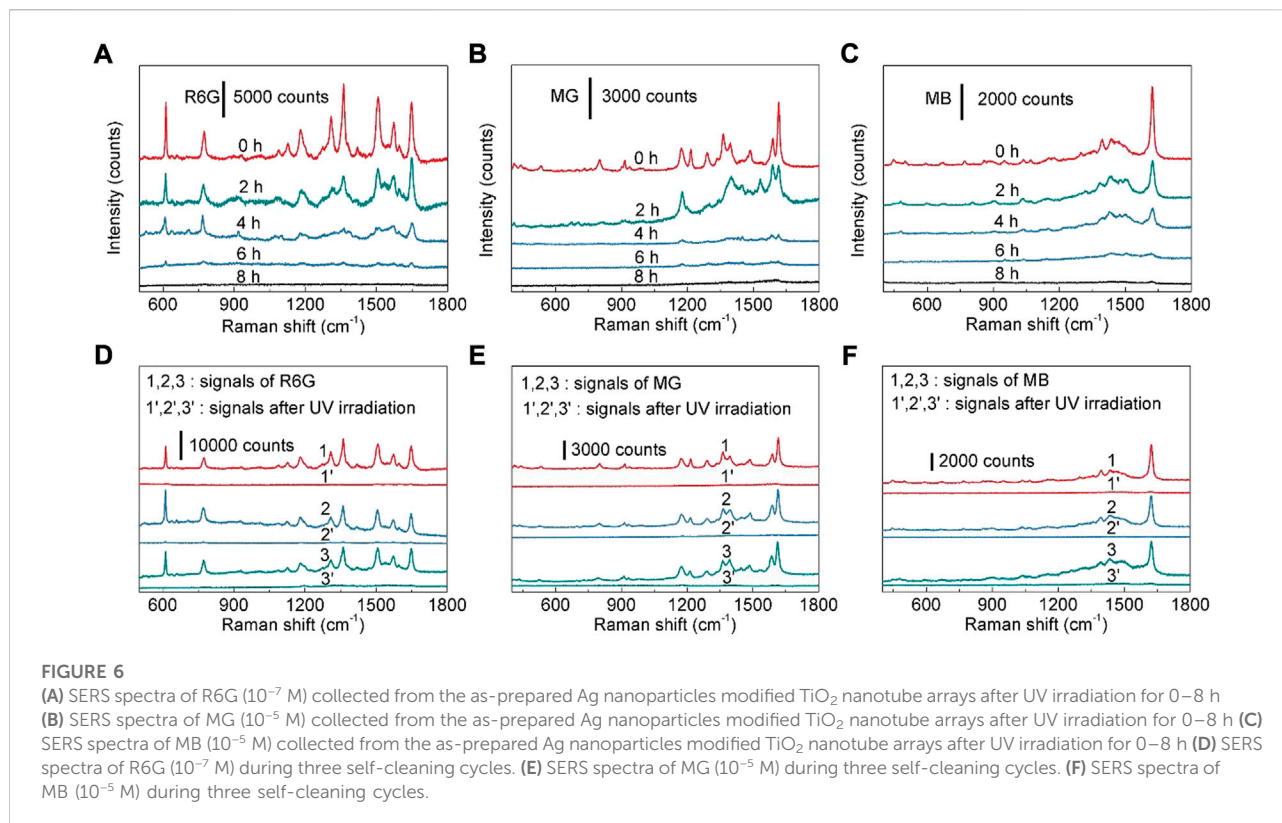 A
R6G 5000 counts
0 h
2 h
4 h
6 h
8 h
Intensity (counts)
600 900 1200 1500 1800
Raman shift (cm⁻¹)
B
MG 3000 counts
0 h
2 h
4 h
6 h
8 h
Intensity (counts)
600 900 1200 1500 1800
Raman shift (cm⁻¹)
C
MB 2000 counts
0 h
2 h
4 h
6 h
8 h
Intensity (counts)
600 900 1200 1500 1800
Raman shift (cm⁻¹)
D
1,2,3 : signals of R6G
1',2',3' : signals after UV irradiation
10000 counts
1
1'
2
2'
3
3'
Intensity (counts)
600 900 1200 1500 1800
Raman shift (cm⁻¹)
E
1,2,3 : signals of MG
1',2',3' : signals after UV irradiation
3000 counts
1
1'
2
2'
3
3'
Intensity (counts)
600 900 1200 1500 1800
Raman shift (cm⁻¹)
F
1,2,3 : signals of MB
1',2',3' : signals after UV irradiation
2000 counts
1
1'
2
2'
3
3'
Intensity (counts)
600 900 1200 1500 1800
Raman shift (cm⁻¹)
FIGURE 6
(A) SERS spectra of R6G (10⁻⁷ M) collected from the as-prepared Ag nanoparticles modified TiO₂ nanotube arrays after UV irradiation for 0–8 h
(B) SERS spectra of MG (10⁻⁵ M) collected from the as-prepared Ag nanoparticles modified TiO₂ nanotube arrays after UV irradiation for 0–8 h (C)
SERS spectra of MB (10⁻⁵ M) collected from the as-prepared Ag nanoparticles modified TiO₂ nanotube arrays after UV irradiation for 0–8 h (D) SERS
spectra of R6G (10⁻⁷ M) during three self-cleaning cycles. (E) SERS spectra of MG (10⁻⁵ M) during three self-cleaning cycles. (F) SERS spectra of
MB (10⁻⁵ M) during three self-cleaning cycles.